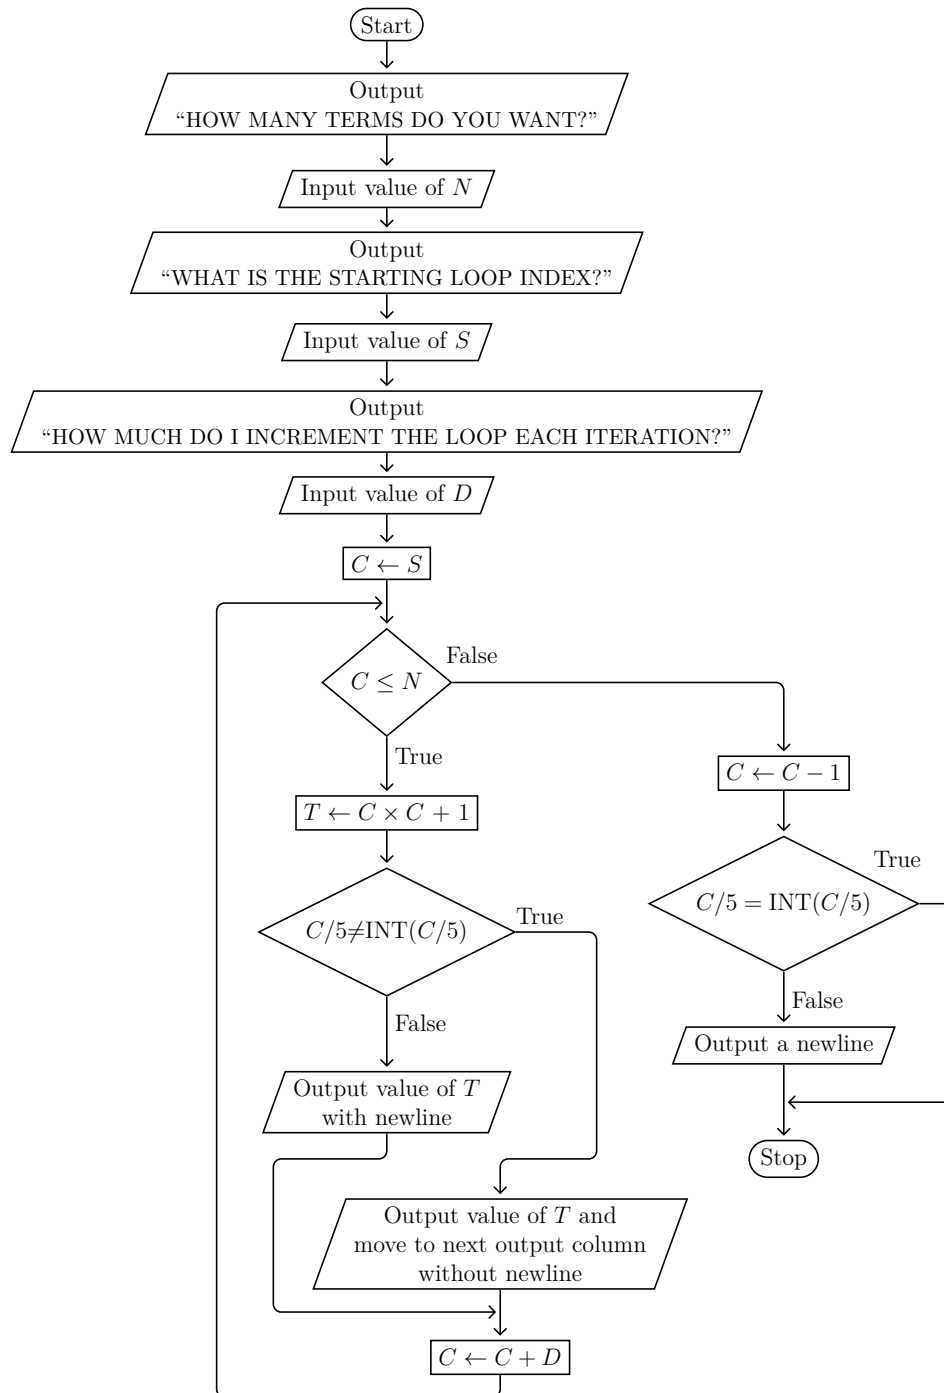 Start
Output
“HOW MANY TERMS DO YOU WANT?”
Input value of N
Output
“WHAT IS THE STARTING LOOP INDEX?”
Input value of S
Output
“HOW MUCH DO I INCREMENT THE LOOP EACH ITERATION?”
Input value of D
C ← S
C ≤ N
False
True
T ← C × C + 1
C/5≠INT(C/5)
True
False
Output value of T
with newline
Output value of T and
move to next output column
without newline
C ← C + D
C ← C − 1
C/5 = INT(C/5)
True
False
Output a newline
Stop